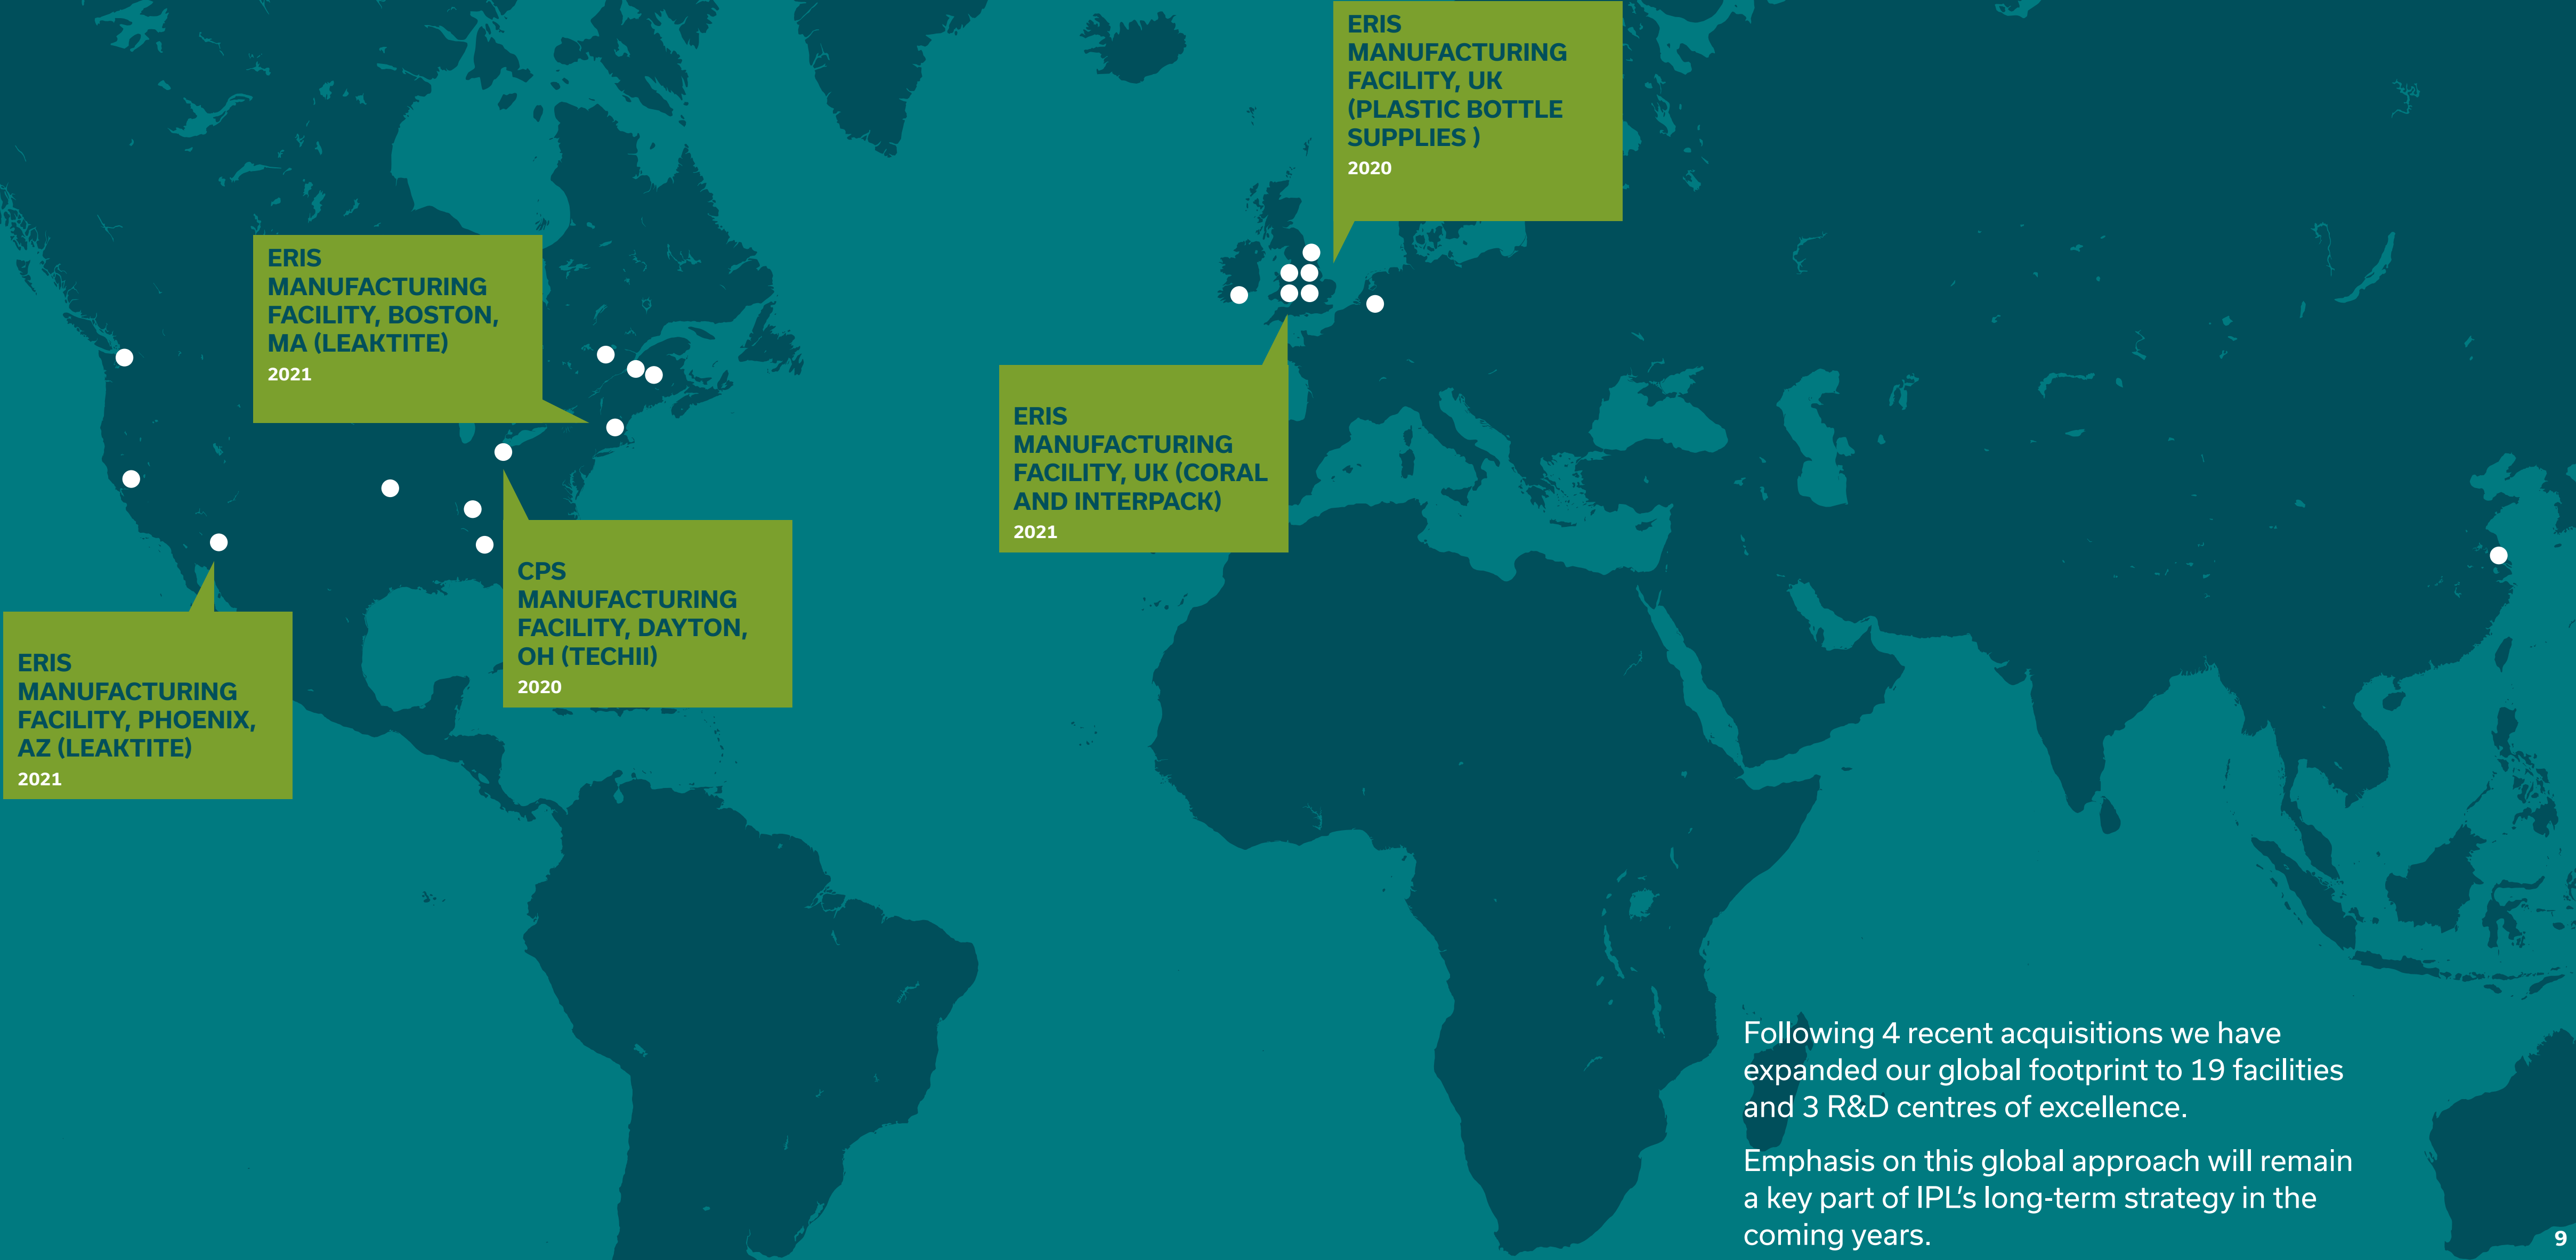 ERIS
MANUFACTURING
FACILITY, UK
(PLASTIC BOTTLE
SUPPLIES )
2020
ERIS
MANUFACTURING
FACILITY, BOSTON,
MA (LEAKTITE)
2021
ERIS
MANUFACTURING
FACILITY, UK (CORAL
AND INTERPACK)
2021
CPS
MANUFACTURING
FACILITY, DAYTON,
OH (TECHII)
2020
ERIS
MANUFACTURING
FACILITY, PHOENIX,
AZ (LEAKTITE)
2021
Following 4 recent acquisitions we have
expanded our global footprint to 19 facilities
and 3 R&D centres of excellence.
Emphasis on this global approach will remain
a key part of IPL’s long-term strategy in the
coming years.
9